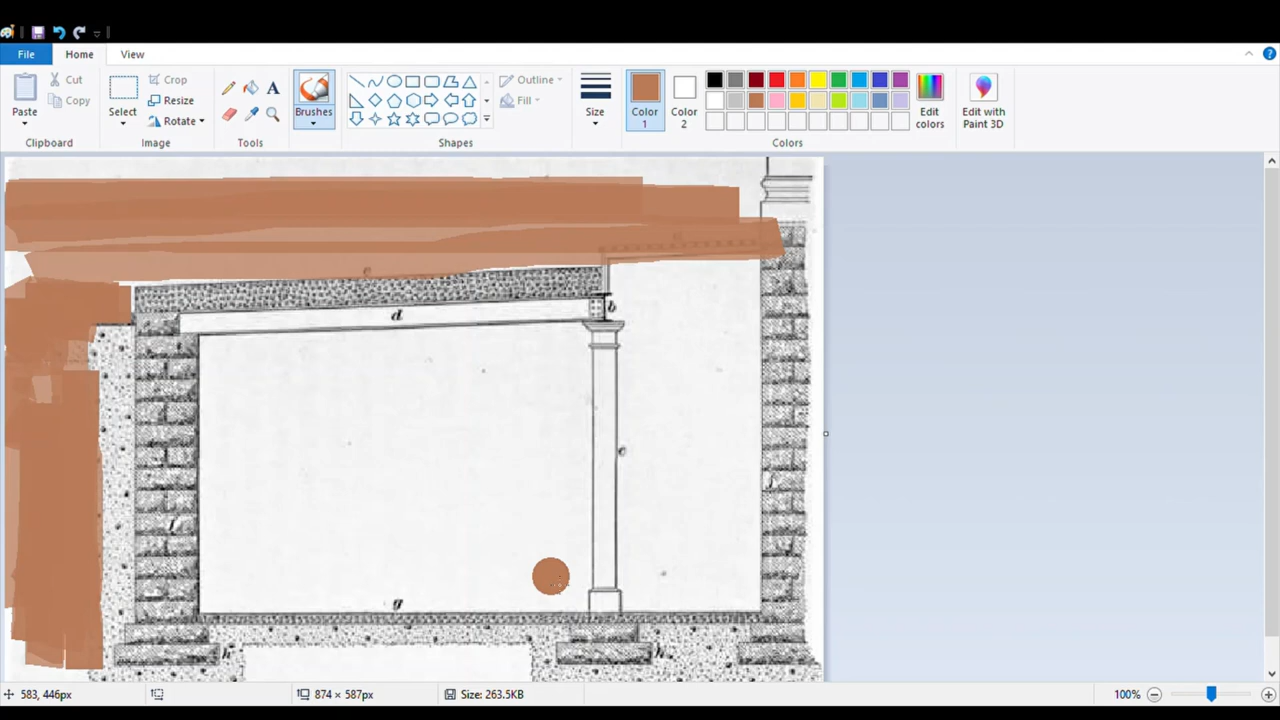 File Home View
Paste Cut Copy Clipboard
Select Crop Resize Rotate Image
Tools
Brushes
Outline Fill Shapes
Size
Color 1 Color 2 Edit colors Edit with Paint 3D Colors
d
b
e
f
f
g
h
h
583, 446px 874 × 587px Size: 263.5KB 100%